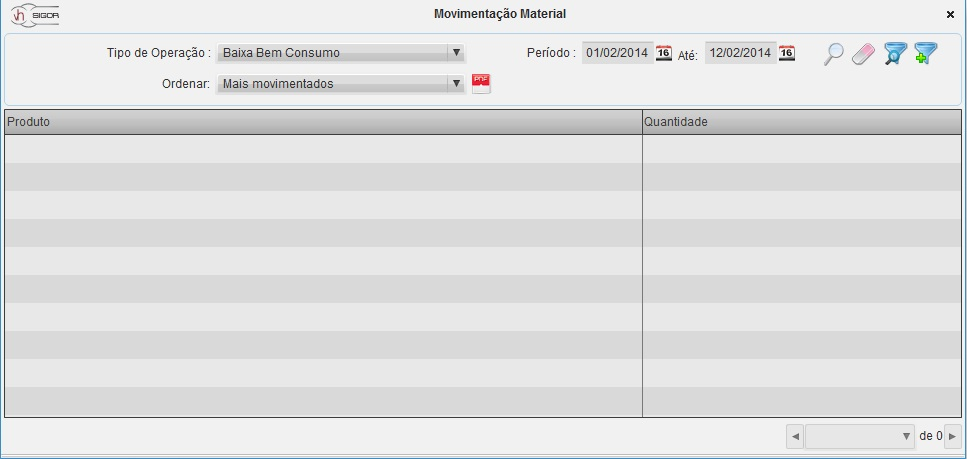 vh SIGOR
Movimentação Material
Tipo de Operação : Baixa Bem Consumo
Período : 01/02/2014 16 Até: 12/02/2014 16
Ordenar: Mais movimentados PDF
Produto
Quantidade
de 0